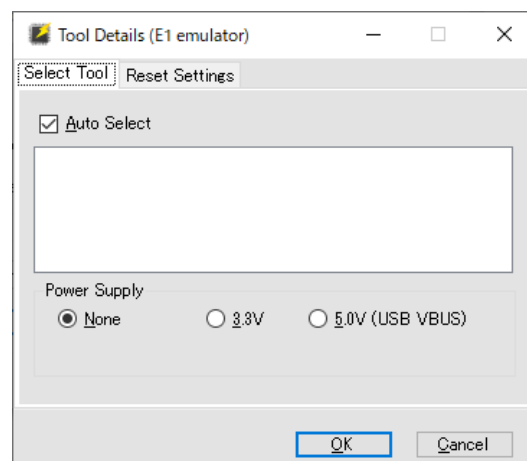 Tool Details (E1 emulator)
Select Tool Reset Settings
Auto Select
Power Supply
None 3.3V 5.0V (USB VBUS)
OK Cancel